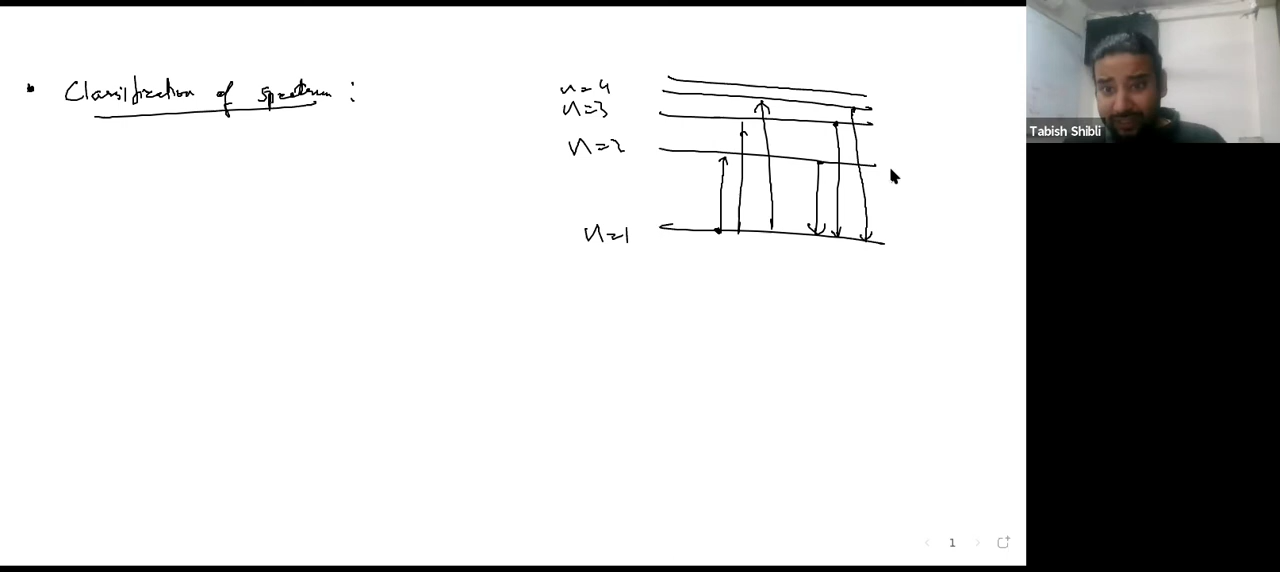 • Classification of Spectrum :
n=4
n=3
n=2
n=1
Tabish Shibli
1